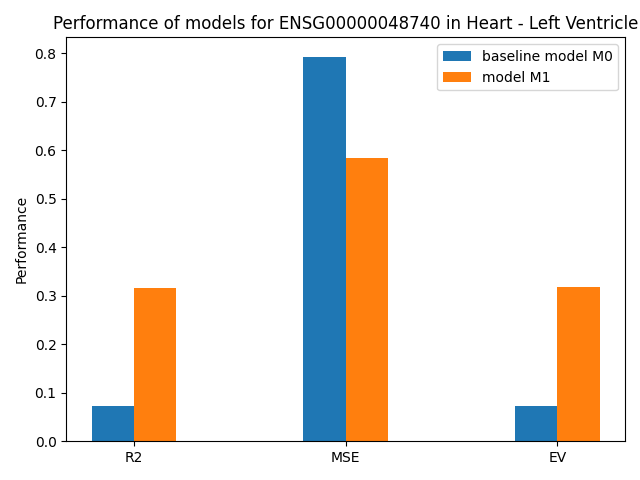 Performance of models for ENSG00000048740 in Heart - Left Ventricle
baseline model M0
model M1
Performance
0.8
0.7
0.6
0.5
0.4
0.3
0.2
0.1
0.0
R2
MSE
EV